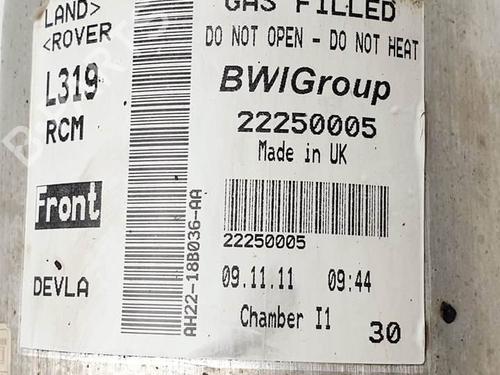 LAND>
<ROVER
L319
RCM
Front
DEVLA
AH22-18B036-AA
GAS FILLED
DO NOT OPEN - DO NOT HEAT
BWIGroup
22250005
Made in UK
22250005
09.11.11 09:44
Chamber I1
30